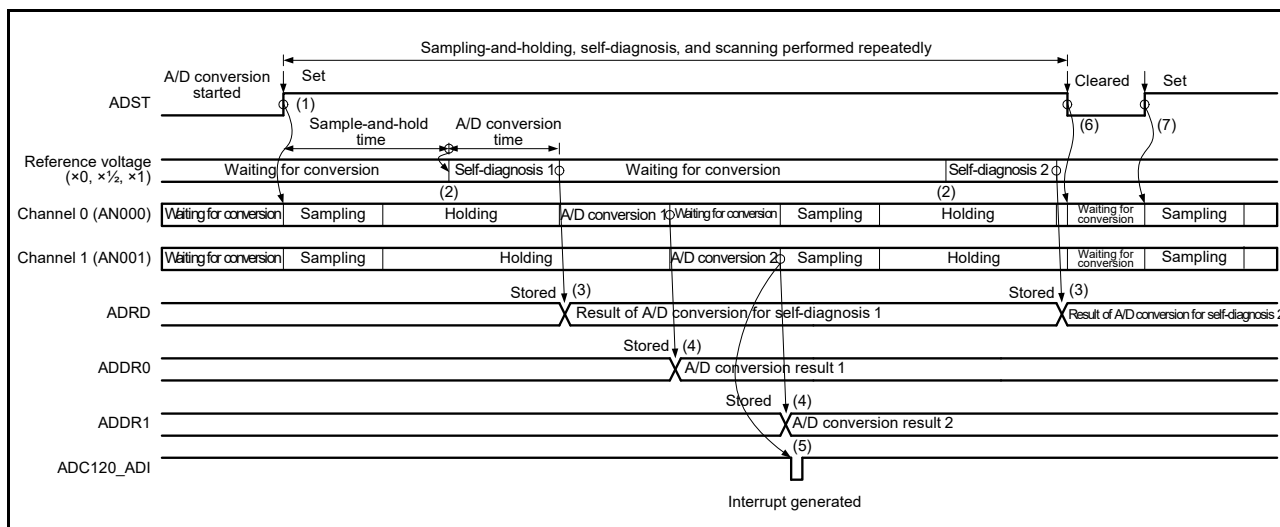 Sampling-and-holding, self-diagnosis, and scanning performed repeatedly
A/D conversion started
Set
Cleared
Set
ADST
(1)
(6)
(7)
Sample-and-hold time
A/D conversion time
Reference voltage (×0, ×½, ×1)
Waiting for conversion
Self-diagnosis 1
Waiting for conversion
Self-diagnosis 2
(2)
(2)
Channel 0 (AN000)
Waiting for conversion
Sampling
Holding
A/D conversion 1
Waiting for conversion
Sampling
Holding
Waiting for conversion
Sampling
Channel 1 (AN001)
Waiting for conversion
Sampling
Holding
A/D conversion 2
Sampling
Holding
Waiting for conversion
Sampling
Stored
(3)
Stored
(3)
ADRD
Result of A/D conversion for self-diagnosis 1
Result of A/D conversion for self-diagnosis 2
Stored
(4)
ADDR0
A/D conversion result 1
Stored
(4)
ADDR1
A/D conversion result 2
(5)
ADC120_ADI
Interrupt generated